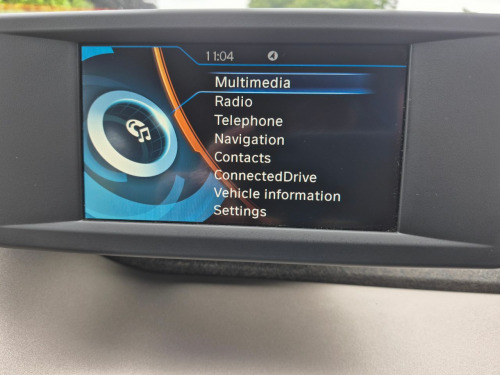 11:04
Multimedia
Radio
Telephone
Navigation
Contacts
ConnectedDrive
Vehicle information
Settings